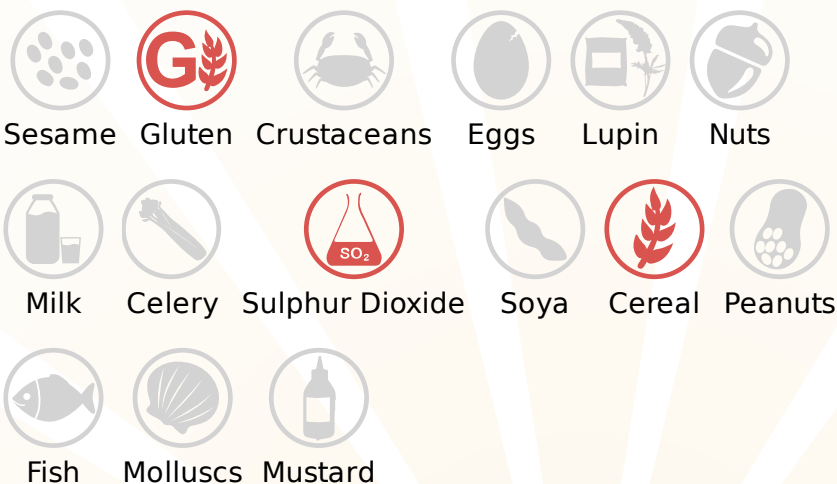 G
Sesame Gluten Crustaceans Eggs Lupin Nuts
SO₂
Milk Celery Sulphur Dioxide Soya Cereal Peanuts
Fish Molluscs Mustard